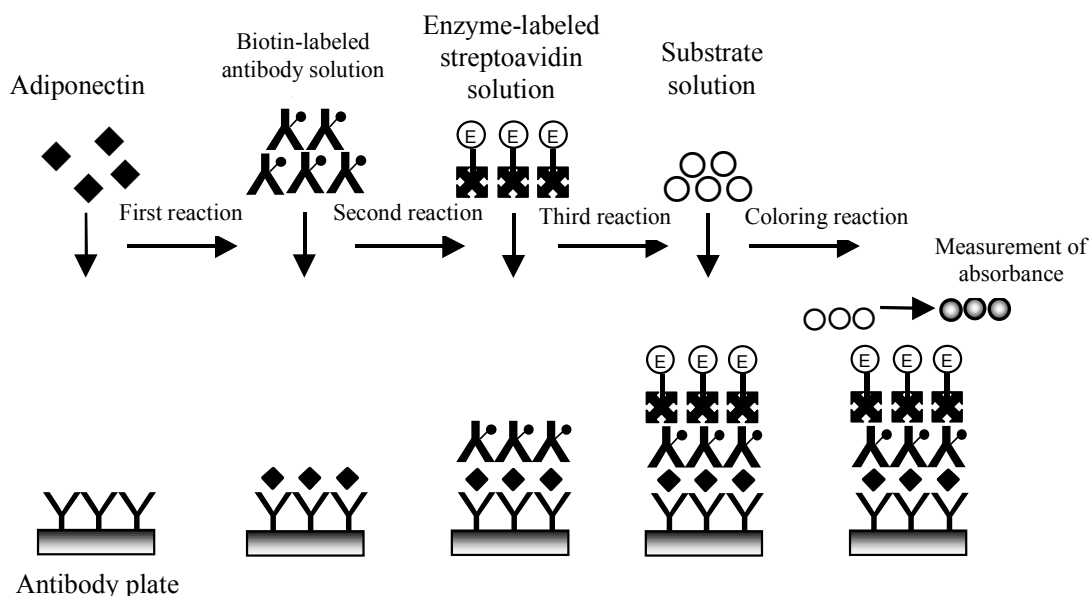 Adiponectin
Biotin-labeled
antibody solution
Enzyme-labeled
streptoavidin
solution
Substrate
solution
E E E
First reaction
Second reaction
Third reaction
Coloring reaction
Measurement of
absorbance
E E E
E E E
Antibody plate